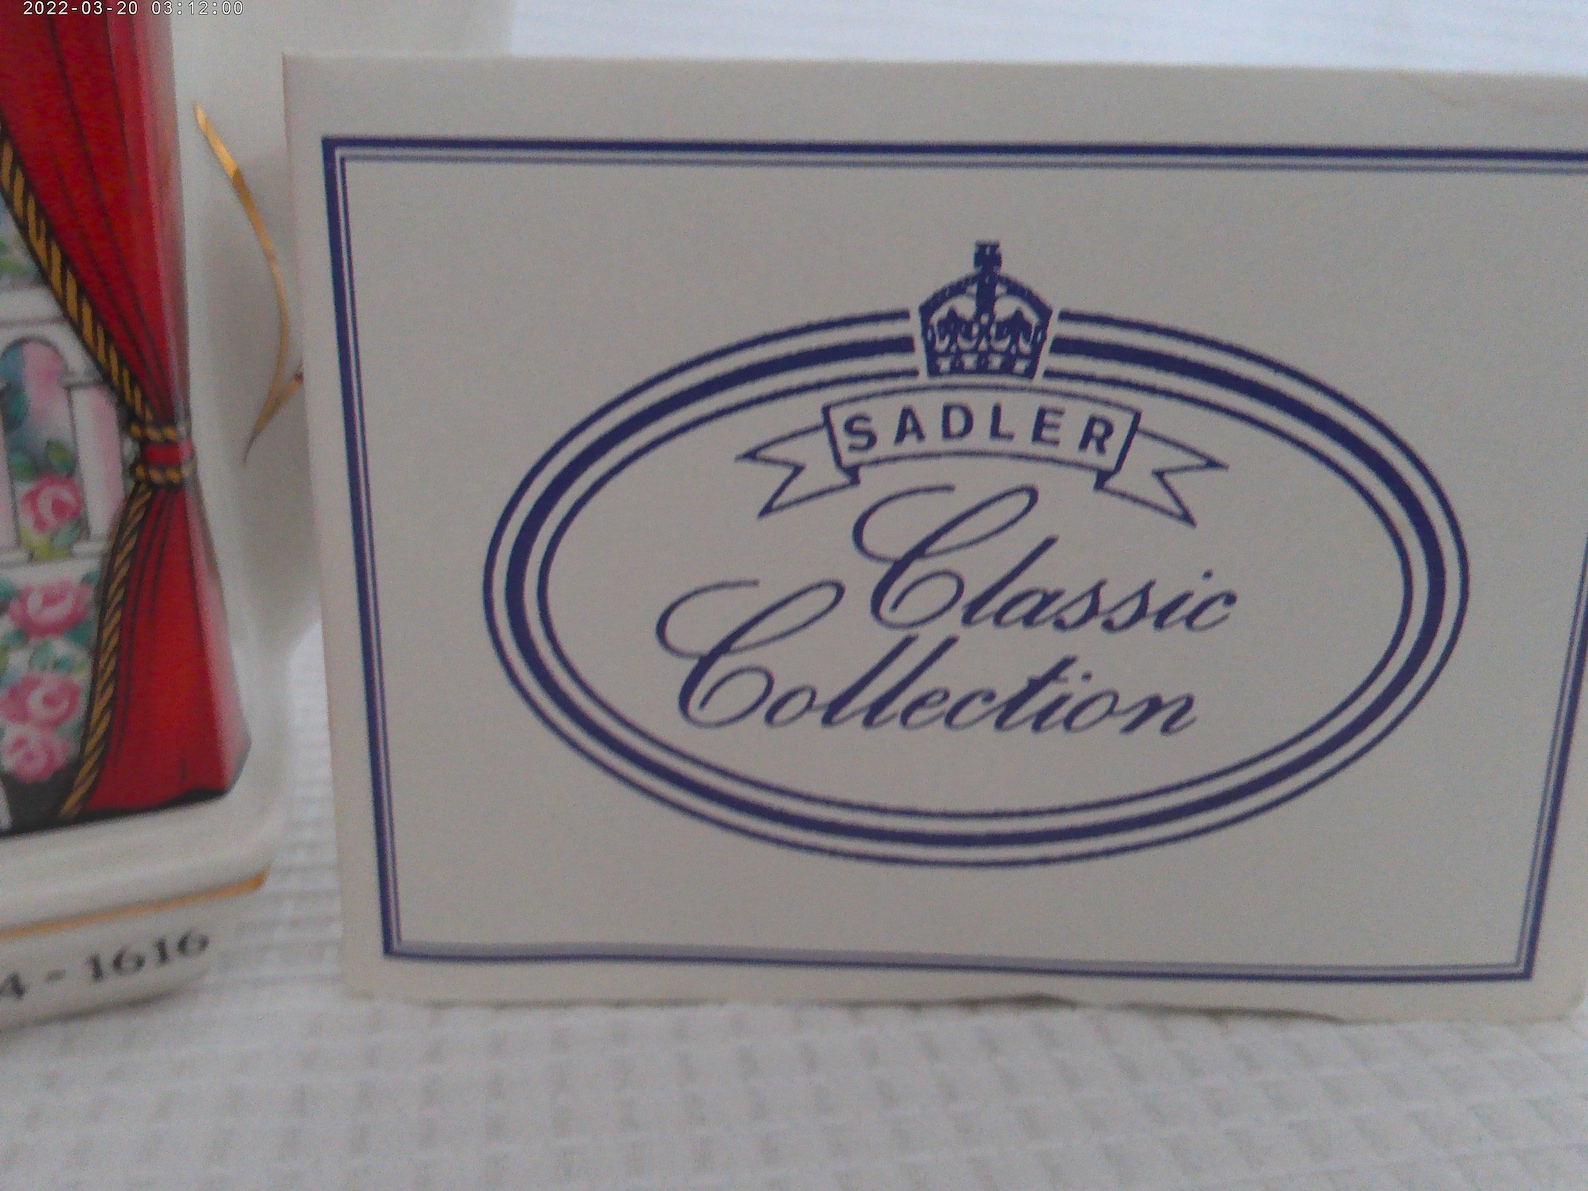 2022-03-20 03:12:00
SADLER
Classic
Collection
4 - 1616